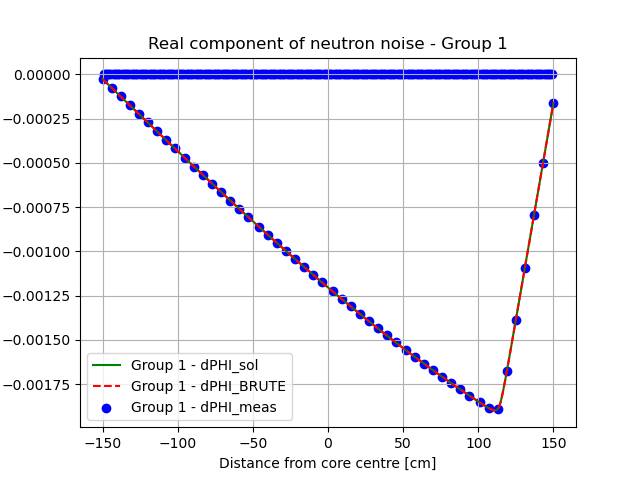 Real component of neutron noise - Group 1
0.00000
−0.00025
−0.00050
−0.00075
−0.00100
−0.00125
−0.00150
−0.00175
Group 1 - dPHI_sol
Group 1 - dPHI_BRUTE
Group 1 - dPHI_meas
−150 −100 −50 0 50 100 150
Distance from core centre [cm]